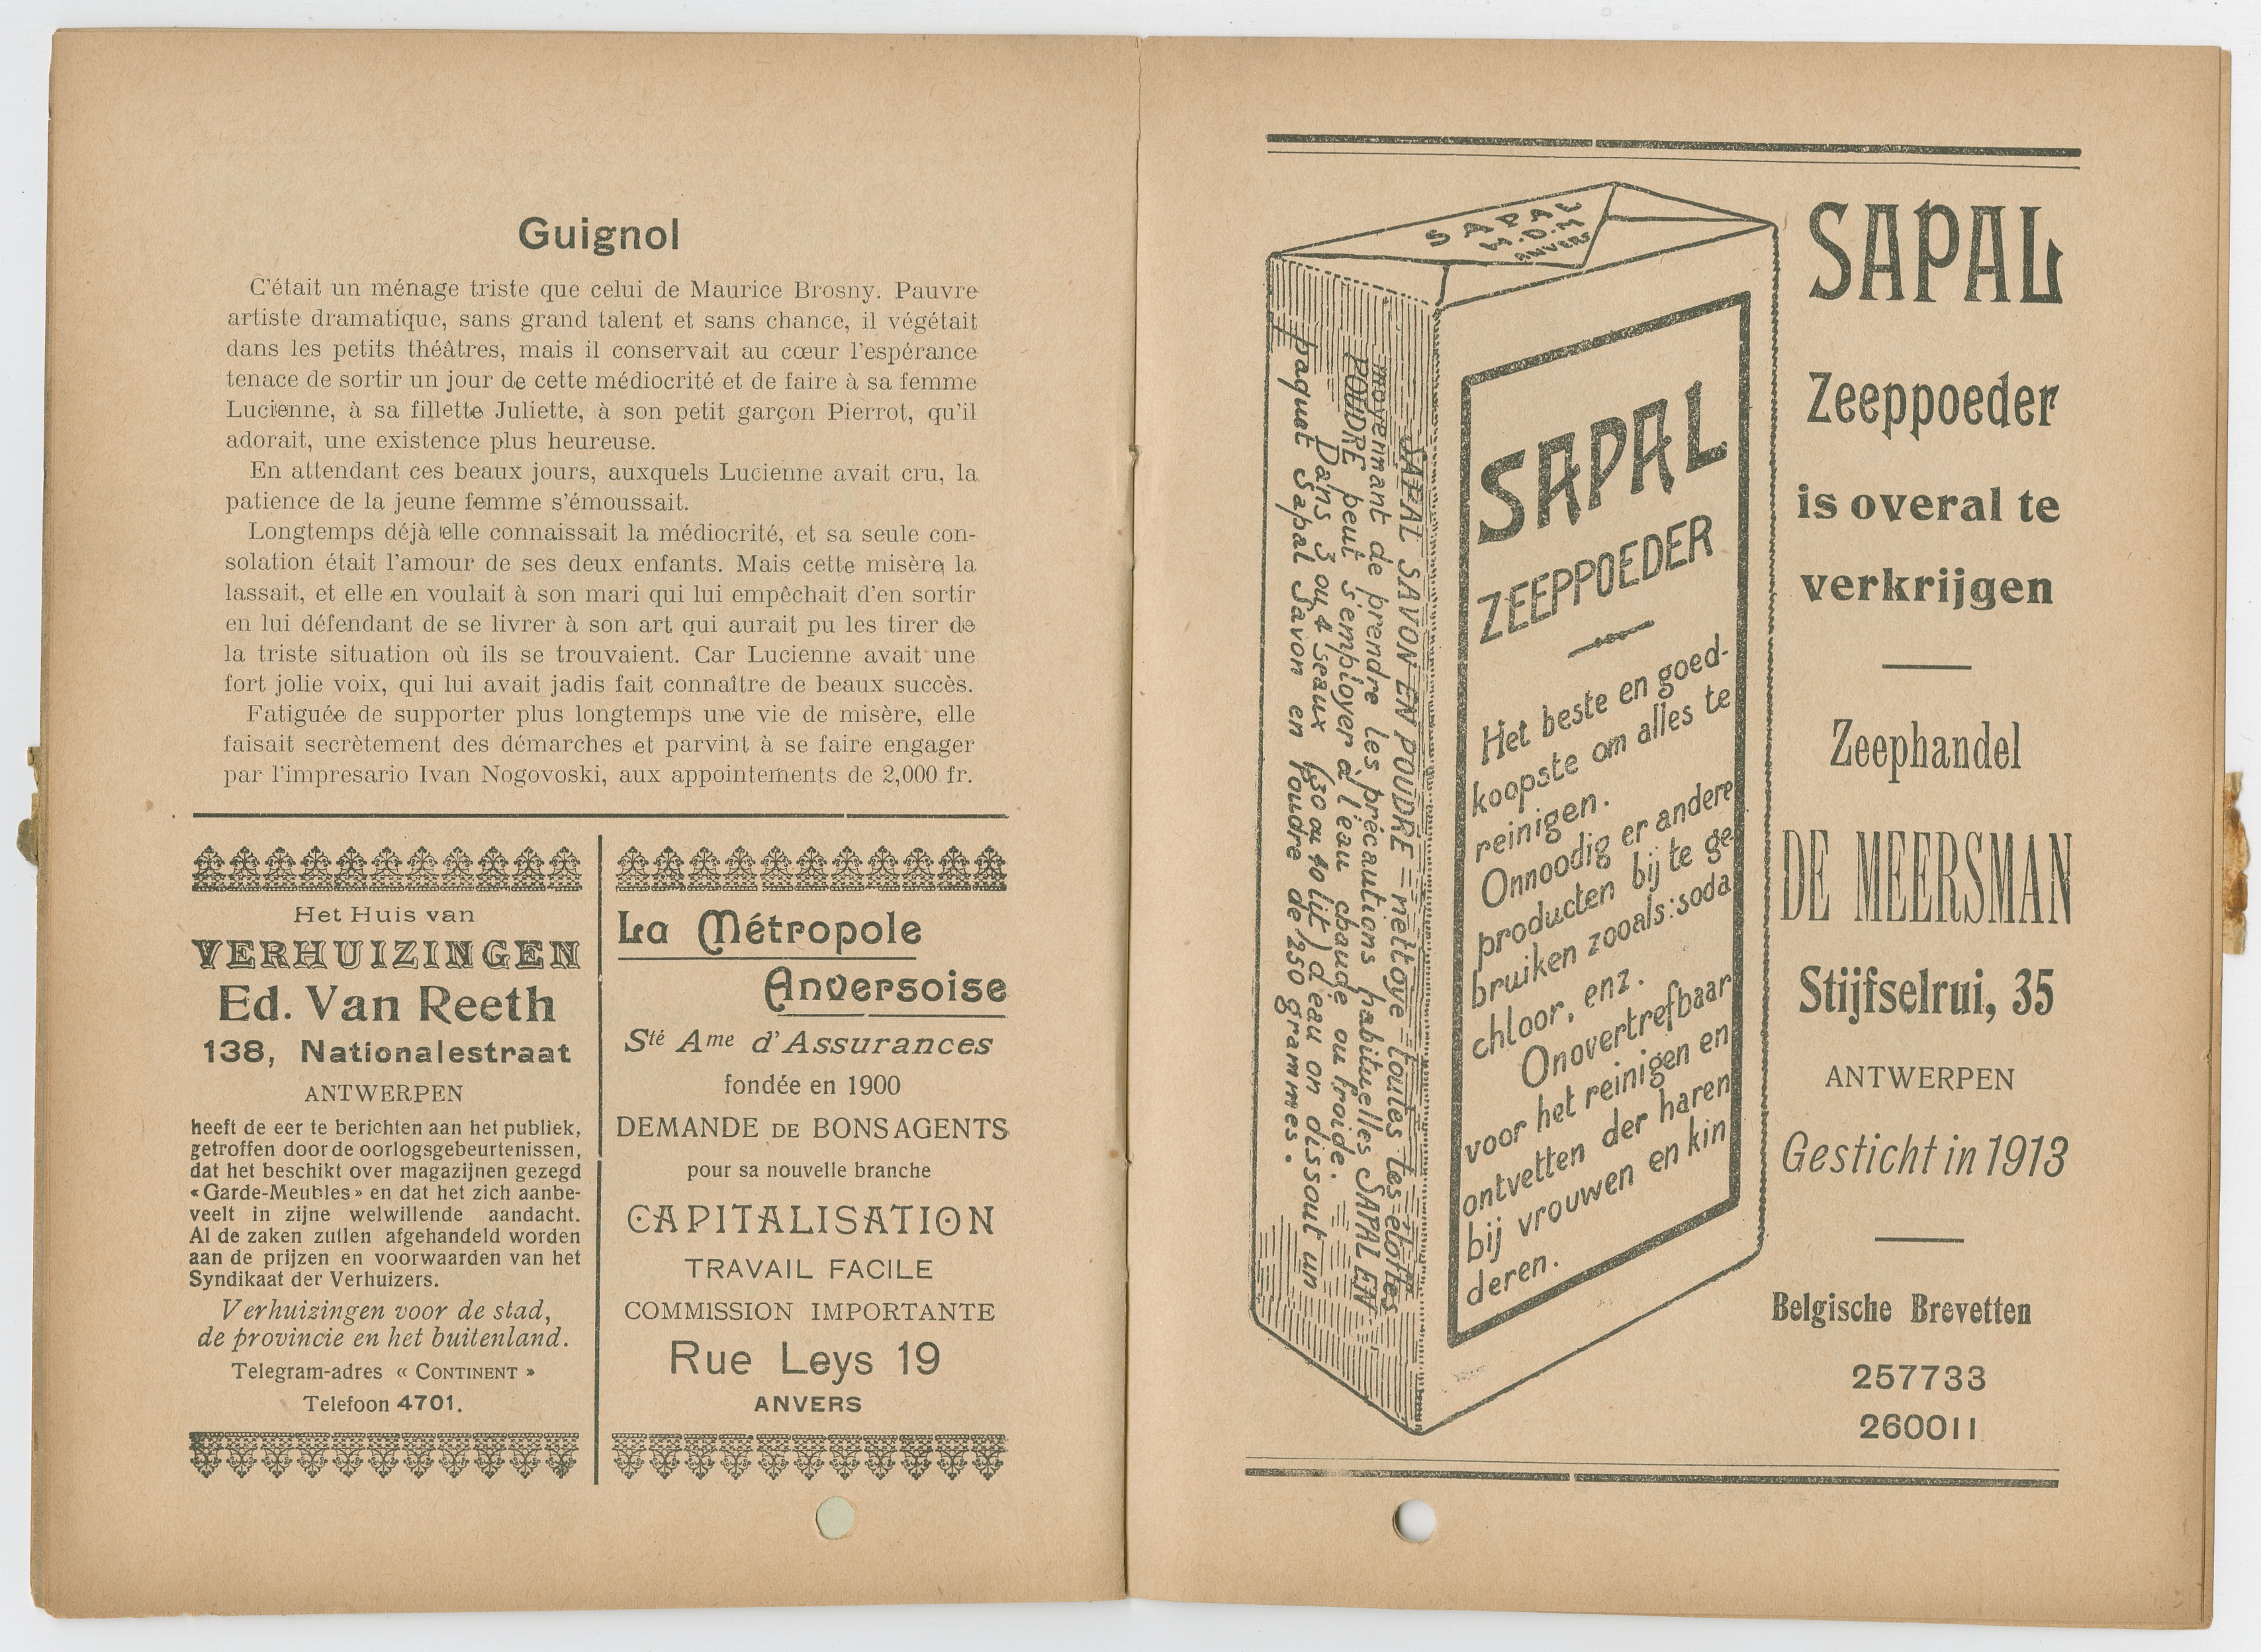 Guignol
C'était un ménage triste que celui de Maurice Brosny. Pauvre
artiste dramatique, sans grand talent et sans chance, il végétait
dans les petits théâtres, mais il conservait au cœur l'espérance
tenace de sortir un jour de cette médiocrité et de faire à sa femme
Lucienne, à sa fillette Juliette, à son petit garçon Pierrot, qu'il
adorait, une existence plus heureuse.
En attendant ces beaux jours, auxquels Lucienne avait cru, la
patience de la jeune femme s'émoussait.
Longtemps déjà elle connaissait la médiocrité, et sa seule con-
solation était l'amour de ses deux enfants. Mais cette misère la
lassait, et elle en voulait à son mari qui lui empêchait d'en sortir
en lui défendant de se livrer à son art qui aurait pu les tirer de
la triste situation où ils se trouvaient. Car Lucienne avait une
fort jolie voix, qui lui avait jadis fait connaître de beaux succès.
Fatiguée de supporter plus longtemps une vie de misère, elle
faisait secrètement des démarches et parvint à se faire engager
par l'impresario Ivan Nogovoski, aux appointements de 2,000 fr.
Het Huis van
VERHUIZINGEN
Ed. Van Reeth
138, Nationalestraat
ANTWERPEN
heeft de eer te berichten aan het publiek,
getroffen door de oorlogsgebeurtenissen,
dat het beschikt over magazijnen gezegd
« Garde-Meubles » en dat het zich aanbe-
veelt in zijne welwillende aandacht.
Al de zaken zullen afgehandeld worden
aan de prijzen en voorwaarden van het
Syndikaat der Verhuizers.
Verhuizingen voor de stad,
de provincie en het buitenland.
Telegram-adres « CONTINENT »
Telefoon 4701.
La Métropole
Anversoise
Sté Ame d'Assurances
fondée en 1900
DEMANDE DE BONS AGENTS
pour sa nouvelle branche
CAPITALISATION
TRAVAIL FACILE
COMMISSION IMPORTANTE
Rue Leys 19
ANVERS
SAPAL
M.D.M
ANVERS
SAPAL SAVON EN POUDRE = nettoye toutes les étoffes
moyennant de prendre les précautions habituelles SAPAL EN
POUDRE peut s'employer à l'eau chaude ou froide.
Dans 3 ou 4 seaux (30 ou 40 lit) d'eau on dissout un
paquet Sapal Savon en Poudre de 250 grammes.
SAPAL
ZEEPPOEDER
Het beste en goed-
koopste om alles te
reinigen.
Onnoodig er andere
producten bij te ge
bruiken zooals: soda
chloor, enz.
Onovertrefbaar
voor het reinigen en
ontvetten der haren
bij vrouwen en kin
deren.
SAPAL
Zeeppoeder
is overal te
verkrijgen
Zeephandel
DE MEERSMAN
Stijfselrui, 35
ANTWERPEN
Gesticht in 1913
Belgische Brevetten
257733
260011